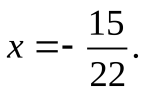 x = - 15/22.